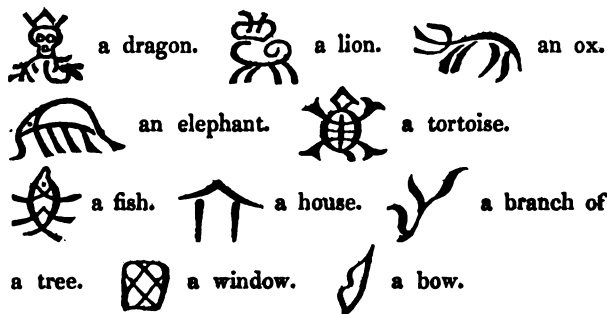 a dragon. a lion. an ox.
an elephant. a tortoise.
a fish. a house. a branch of
a tree. a window. a bow.